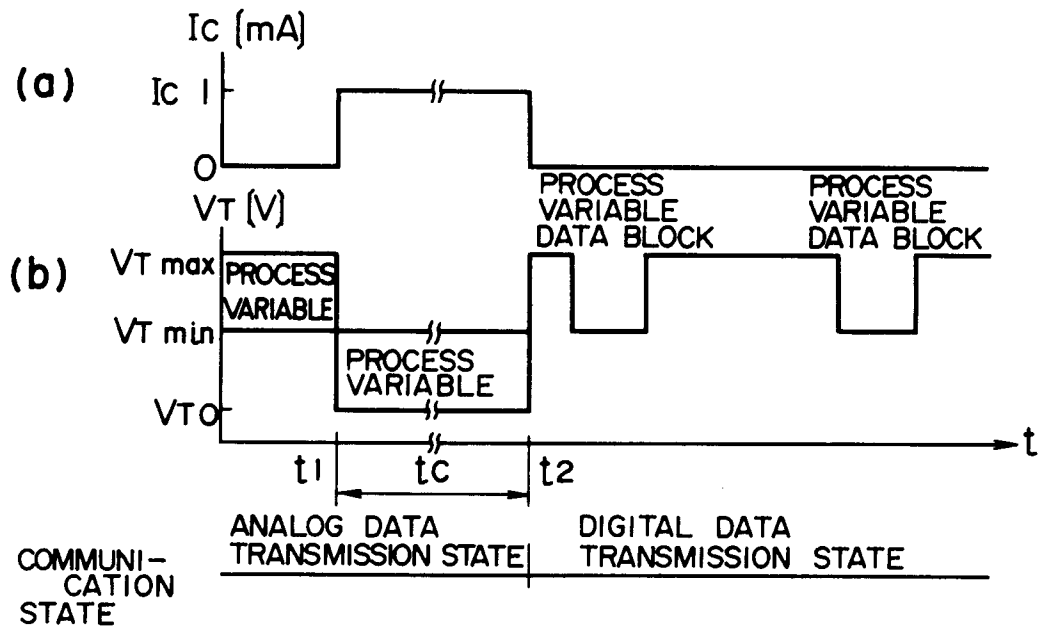 Ic [mA]
(a)
Ic 1
0
VT [V]
PROCESS
VARIABLE
DATA BLOCK
PROCESS
VARIABLE
DATA BLOCK
(b)
VT max
PROCESS
VARIABLE
VT min
PROCESS
VARIABLE
VT0
t
t1
tc
t2
ANALOG DATA
TRANSMISSION STATE
DIGITAL DATA
TRANSMISSION STATE
COMMUNI-
CATION
STATE